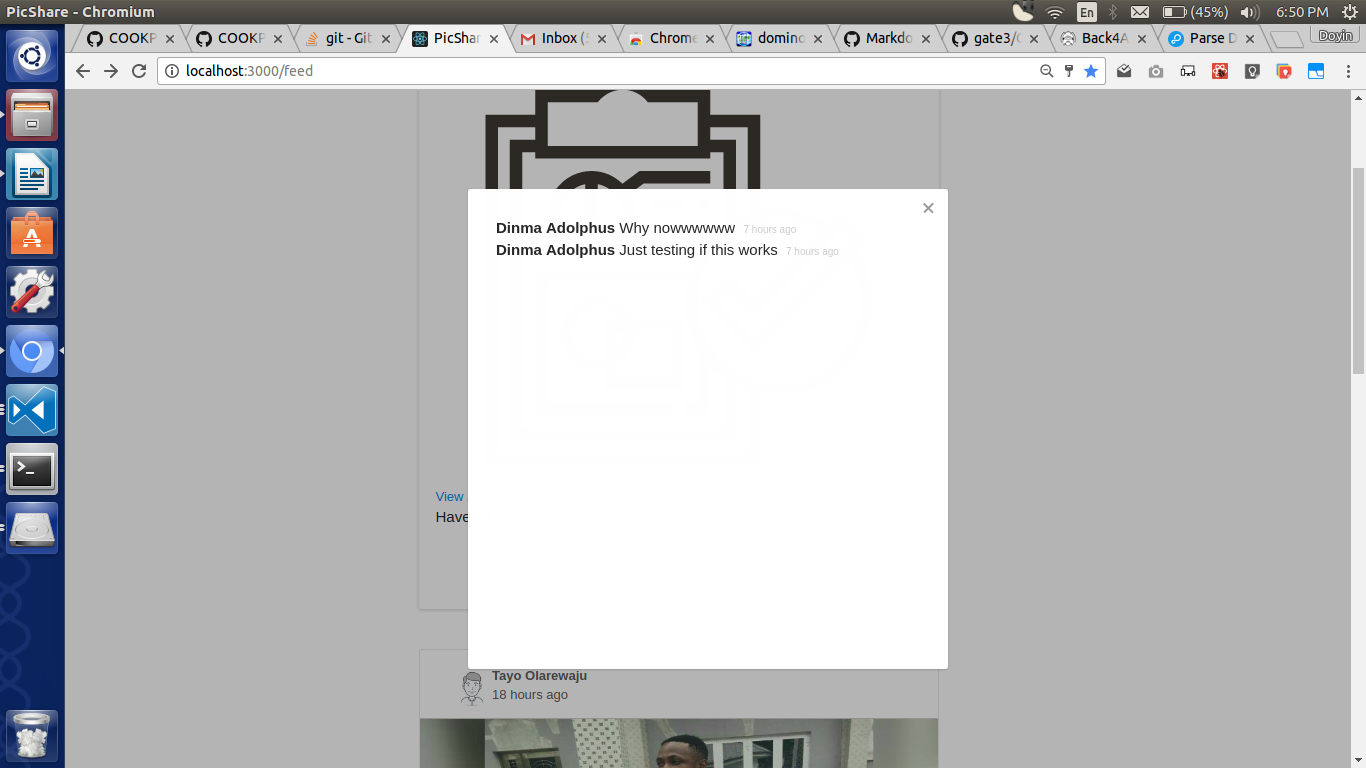 PicShare - Chromium
En (45%) 6:50 PM
COOKP COOKP git - Git PicShar Inbox (5 Chrome domino Markdo gate3/ Back4A Parse D Doyin
localhost:3000/feed
Dinma Adolphus Why nowwwwww 7 hours ago
Dinma Adolphus Just testing if this works 7 hours ago
View
Have
Tayo Olarewaju
18 hours ago